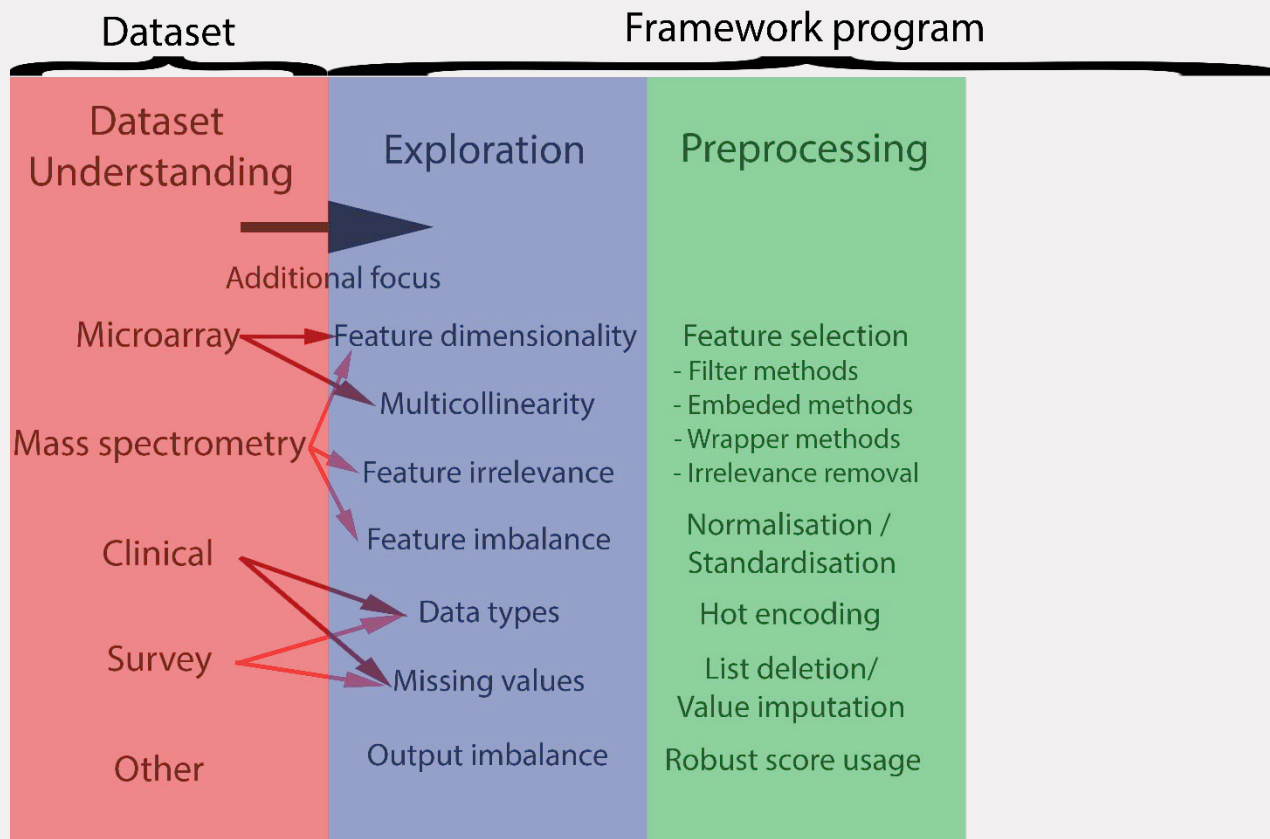 Dataset
Framework program
Dataset
Understanding
Exploration
Preprocessing
Additional focus
Microarray
Mass spectrometry
Clinical
Survey
Other
Feature dimensionality
Multicollinearity
Feature irrelevance
Feature imbalance
Data types
Missing values
Output imbalance
Feature selection
- Filter methods
- Embeded methods
- Wrapper methods
- Irrelevance removal
Normalisation /
Standardisation
Hot encoding
List deletion/
Value imputation
Robust score usage